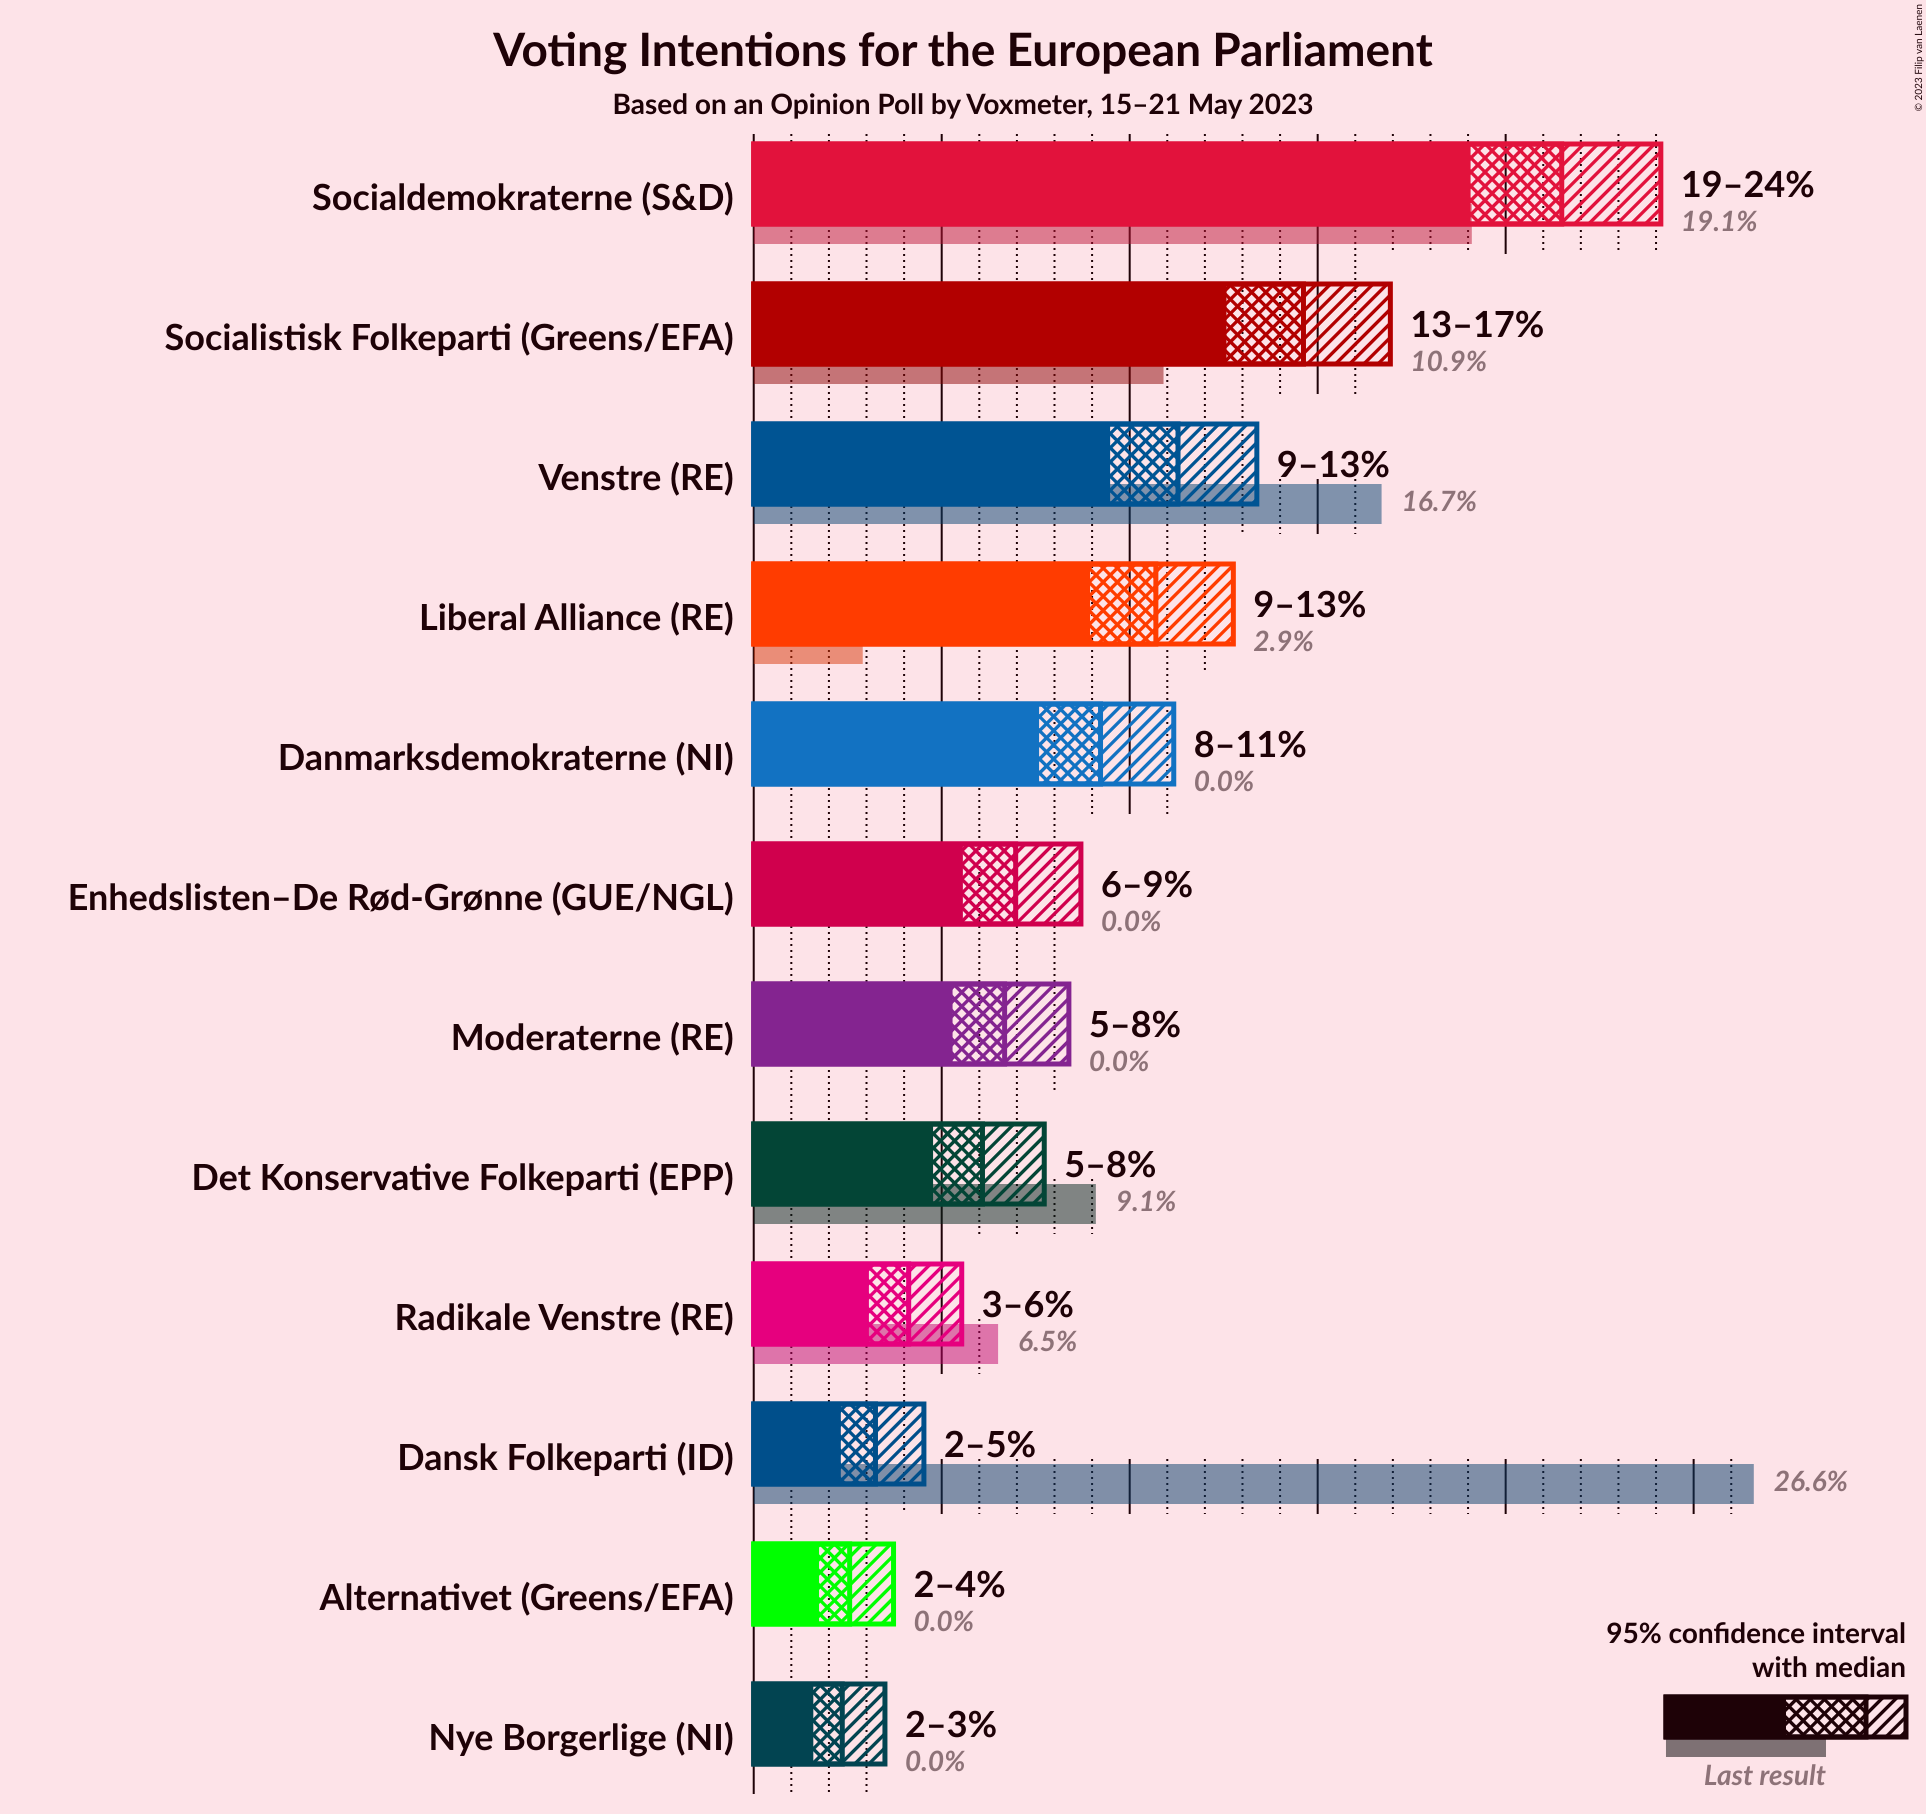 Voting Intentions for the European Parliament
Based on an Opinion Poll by Voxmeter, 15–21 May 2023
© 2023 Filip van Laenen
Socialdemokraterne (S&D)
19–24%
19.1%
Socialistisk Folkeparti (Greens/EFA)
13–17%
10.9%
Venstre (RE)
9–13%
16.7%
Liberal Alliance (RE)
9–13%
2.9%
Danmarksdemokraterne (NI)
8–11%
0.0%
Enhedslisten–De Rød-Grønne (GUE/NGL)
6–9%
0.0%
Moderaterne (RE)
5–8%
0.0%
Det Konservative Folkeparti (EPP)
5–8%
9.1%
Radikale Venstre (RE)
3–6%
6.5%
Dansk Folkeparti (ID)
2–5%
26.6%
Alternativet (Greens/EFA)
2–4%
0.0%
Nye Borgerlige (NI)
2–3%
0.0%
95% confidence interval
with median
Last result